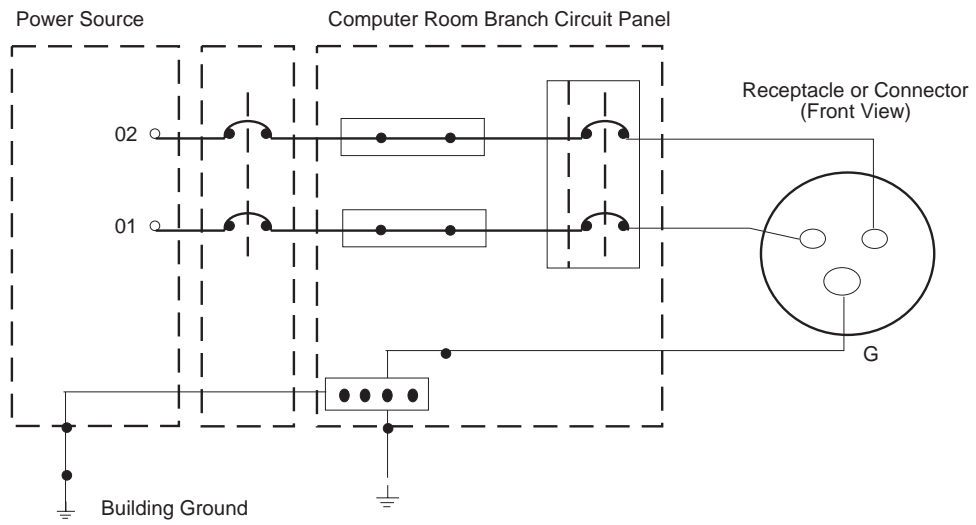 Power Source
Computer Room Branch Circuit Panel
Receptacle or Connector
(Front View)
02
01
G
Building Ground